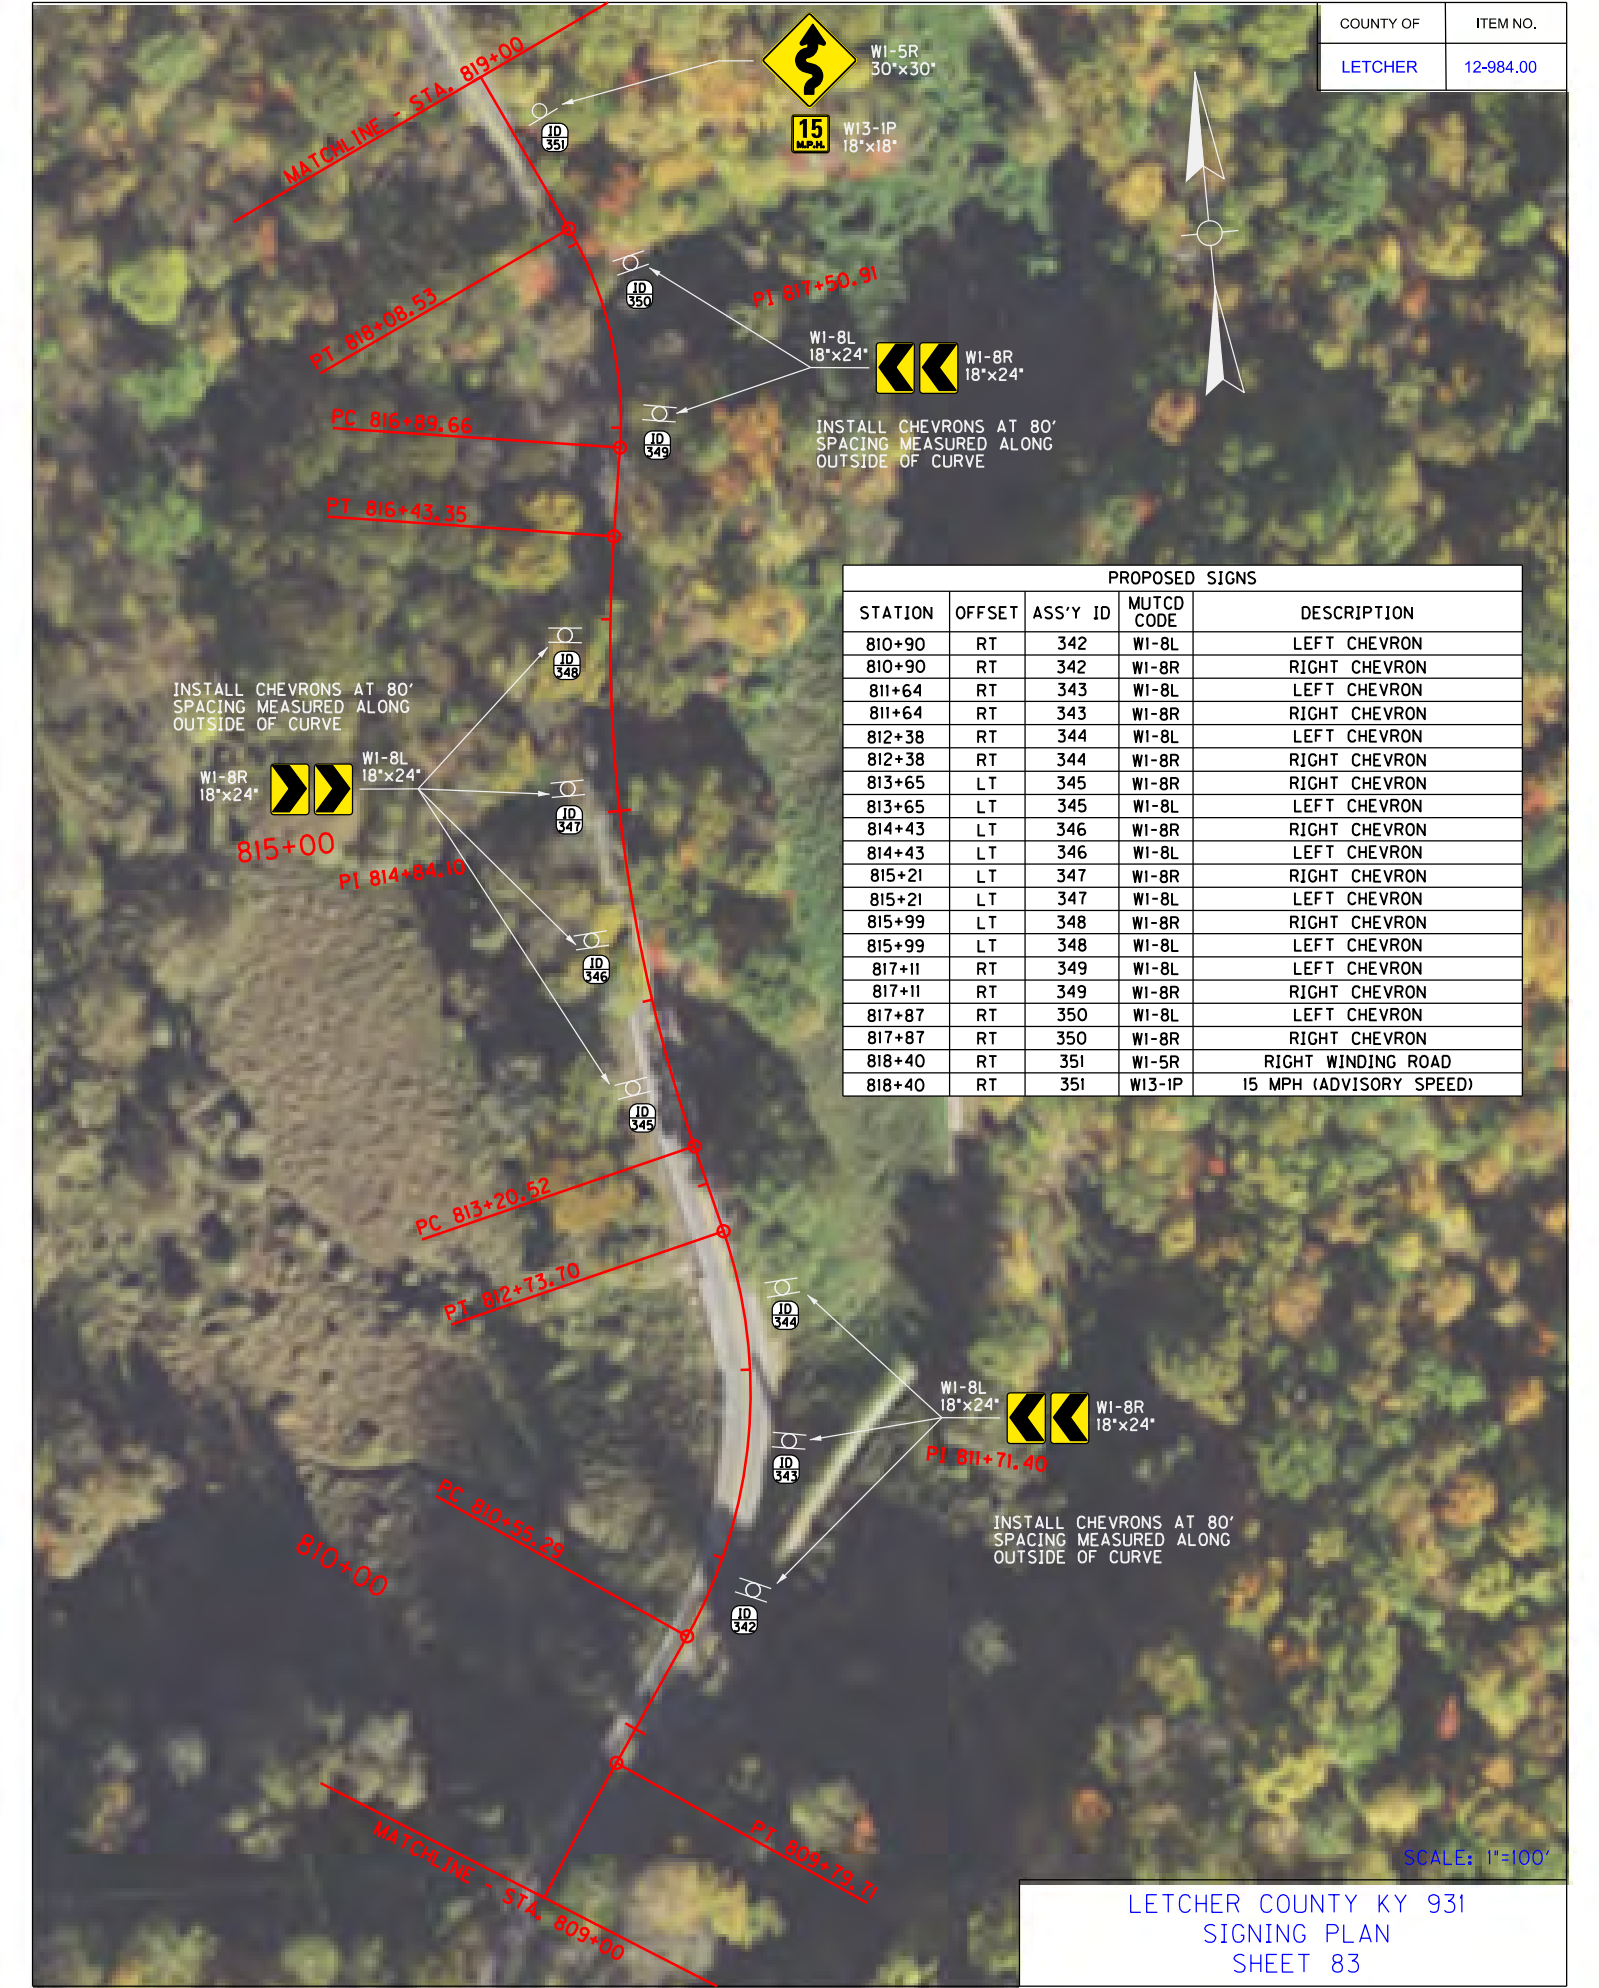 COUNTY OF ITEM NO.
LETCHER 12-984.00
MATCHLINE - STA. 819+00
W1-5R
30"x30"
15
M.P.H.
W13-1P
18"x18"
ID
351
PT 818+08.53
ID
350
PI 817+50.91
W1-8L
18"x24"
W1-8R
18"x24"
PC 816+89.66
ID
349
INSTALL CHEVRONS AT 80'
SPACING MEASURED ALONG
OUTSIDE OF CURVE
PT 816+43.35
PROPOSED SIGNS
STATION OFFSET ASS'Y ID MUTCD CODE DESCRIPTION
810+90 RT 342 W1-8L LEFT CHEVRON
810+90 RT 342 W1-8R RIGHT CHEVRON
811+64 RT 343 W1-8L LEFT CHEVRON
811+64 RT 343 W1-8R RIGHT CHEVRON
812+38 RT 344 W1-8L LEFT CHEVRON
812+38 RT 344 W1-8R RIGHT CHEVRON
813+65 LT 345 W1-8R RIGHT CHEVRON
813+65 LT 345 W1-8L LEFT CHEVRON
814+43 LT 346 W1-8R RIGHT CHEVRON
814+43 LT 346 W1-8L LEFT CHEVRON
815+21 LT 347 W1-8R RIGHT CHEVRON
815+21 LT 347 W1-8L LEFT CHEVRON
815+99 LT 348 W1-8R RIGHT CHEVRON
815+99 LT 348 W1-8L LEFT CHEVRON
817+11 RT 349 W1-8L LEFT CHEVRON
817+11 RT 349 W1-8R RIGHT CHEVRON
817+87 RT 350 W1-8L LEFT CHEVRON
817+87 RT 350 W1-8R RIGHT CHEVRON
818+40 RT 351 W1-5R RIGHT WINDING ROAD
818+40 RT 351 W13-1P 15 MPH (ADVISORY SPEED)
ID
348
INSTALL CHEVRONS AT 80'
SPACING MEASURED ALONG
OUTSIDE OF CURVE
W1-8R
18"x24"
W1-8L
18"x24"
ID
347
815+00
PI 814+84.10
ID
346
ID
345
PC 813+20.52
PT 812+73.70
ID
344
W1-8L
18"x24"
W1-8R
18"x24"
PI 811+71.40
ID
343
PC 810+55.29
INSTALL CHEVRONS AT 80'
SPACING MEASURED ALONG
OUTSIDE OF CURVE
810+00
ID
342
PT 809+79.71
MATCHLINE - STA. 809+00
SCALE: 1"=100'
LETCHER COUNTY KY 931
SIGNING PLAN
SHEET 83